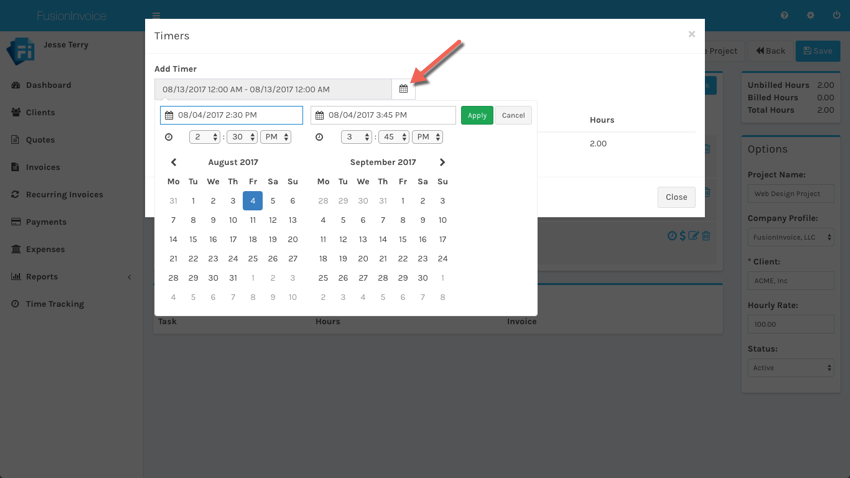 FusionInvoice
Jesse Terry
Fi
Dashboard
Clients
Quotes
Invoices
Recurring Invoices
Payments
Expenses
Reports
Time Tracking
Timers
×
Add Timer
08/13/2017 12:00 AM - 08/13/2017 12:00 AM
08/04/2017 2:30 PM
08/04/2017 3:45 PM
Apply
Cancel
2 : 30 PM
3 : 45 PM
August 2017
Mo Tu We Th Fr Sa Su
31 1 2 3 4 5 6
7 8 9 10 11 12 13
14 15 16 17 18 19 20
21 22 23 24 25 26 27
28 29 30 31 1 2 3
4 5 6 7 8 9 10
September 2017
Mo Tu We Th Fr Sa Su
28 29 30 31 1 2 3
4 5 6 7 8 9 10
11 12 13 14 15 16 17
18 19 20 21 22 23 24
25 26 27 28 29 30 1
2 3 4 5 6 7 8
Hours
2.00
Close
Project
Back
Save
Unbilled Hours 2.00
Billed Hours 0.00
Total Hours 2.00
Options
Project Name:
Web Design Project
Company Profile:
FusionInvoice, LLC
* Client:
ACME, Inc
Hourly Rate:
100.00
Status:
Active
Task Hours Invoice